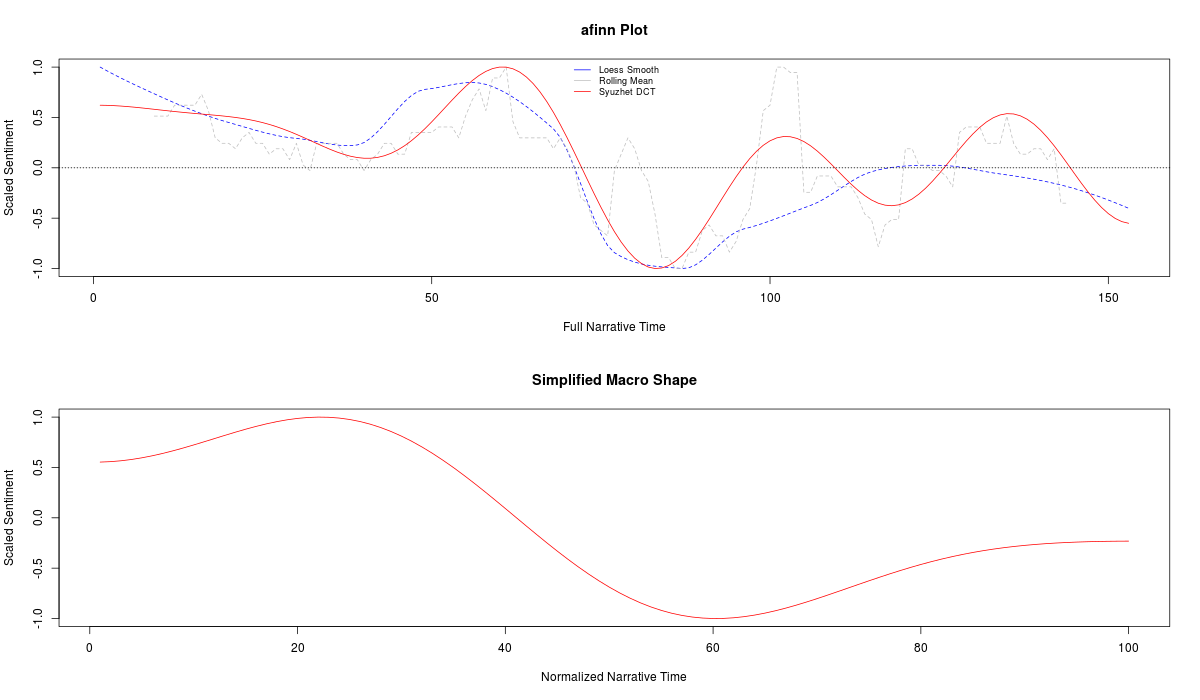 afinn Plot
Loess Smooth
Rolling Mean
Syuzhet DCT
Scaled Sentiment
1.0
0.5
0.0
-0.5
-1.0
0 50 100 150
Full Narrative Time
Simplified Macro Shape
Scaled Sentiment
1.0
0.5
0.0
-0.5
-1.0
0 20 40 60 80 100
Normalized Narrative Time